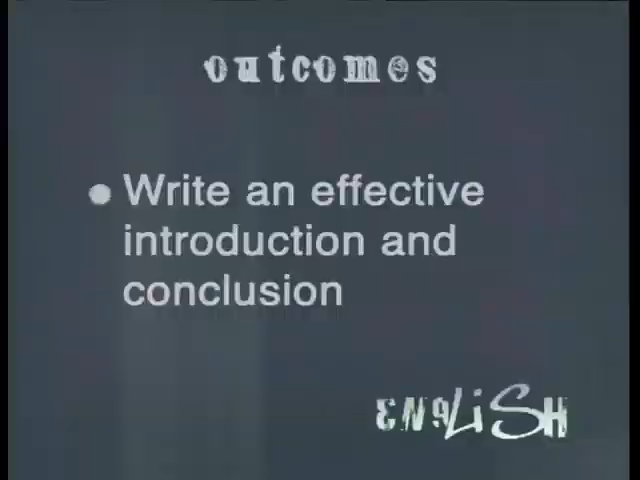 outcomes
● Write an effective
introduction and
conclusion
ENGLiSH